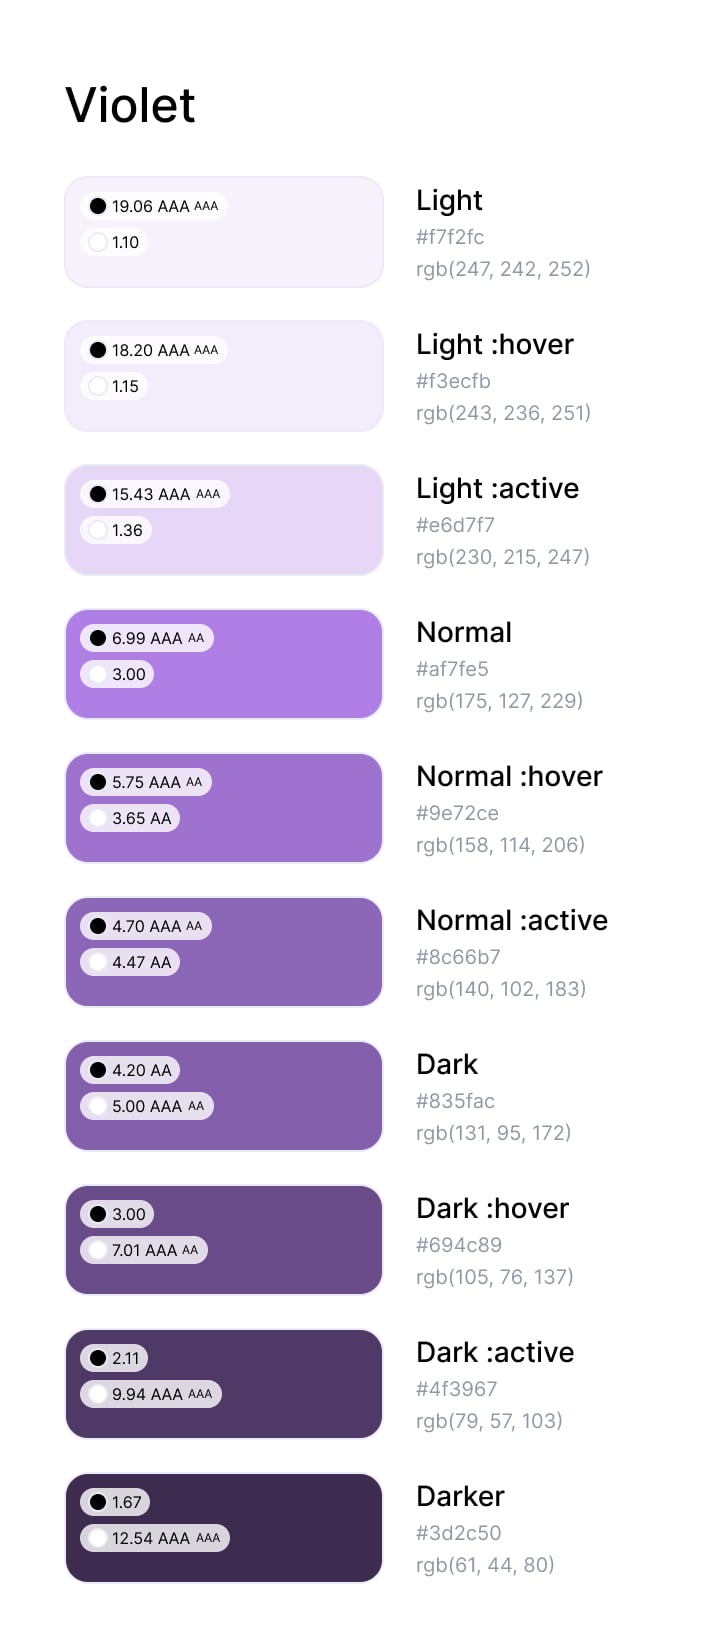 Violet
19.06 AAA AAA
1.10
Light
#f7f2fc
rgb(247, 242, 252)
18.20 AAA AAA
1.15
Light :hover
#f3ecfb
rgb(243, 236, 251)
15.43 AAA AAA
1.36
Light :active
#e6d7f7
rgb(230, 215, 247)
6.99 AAA AA
3.00
Normal
#af7fe5
rgb(175, 127, 229)
5.75 AAA AA
3.65 AA
Normal :hover
#9e72ce
rgb(158, 114, 206)
4.70 AAA AA
4.47 AA
Normal :active
#8c66b7
rgb(140, 102, 183)
4.20 AA
5.00 AAA AA
Dark
#835fac
rgb(131, 95, 172)
3.00
7.01 AAA AA
Dark :hover
#694c89
rgb(105, 76, 137)
2.11
9.94 AAA AAA
Dark :active
#4f3967
rgb(79, 57, 103)
1.67
12.54 AAA AAA
Darker
#3d2c50
rgb(61, 44, 80)